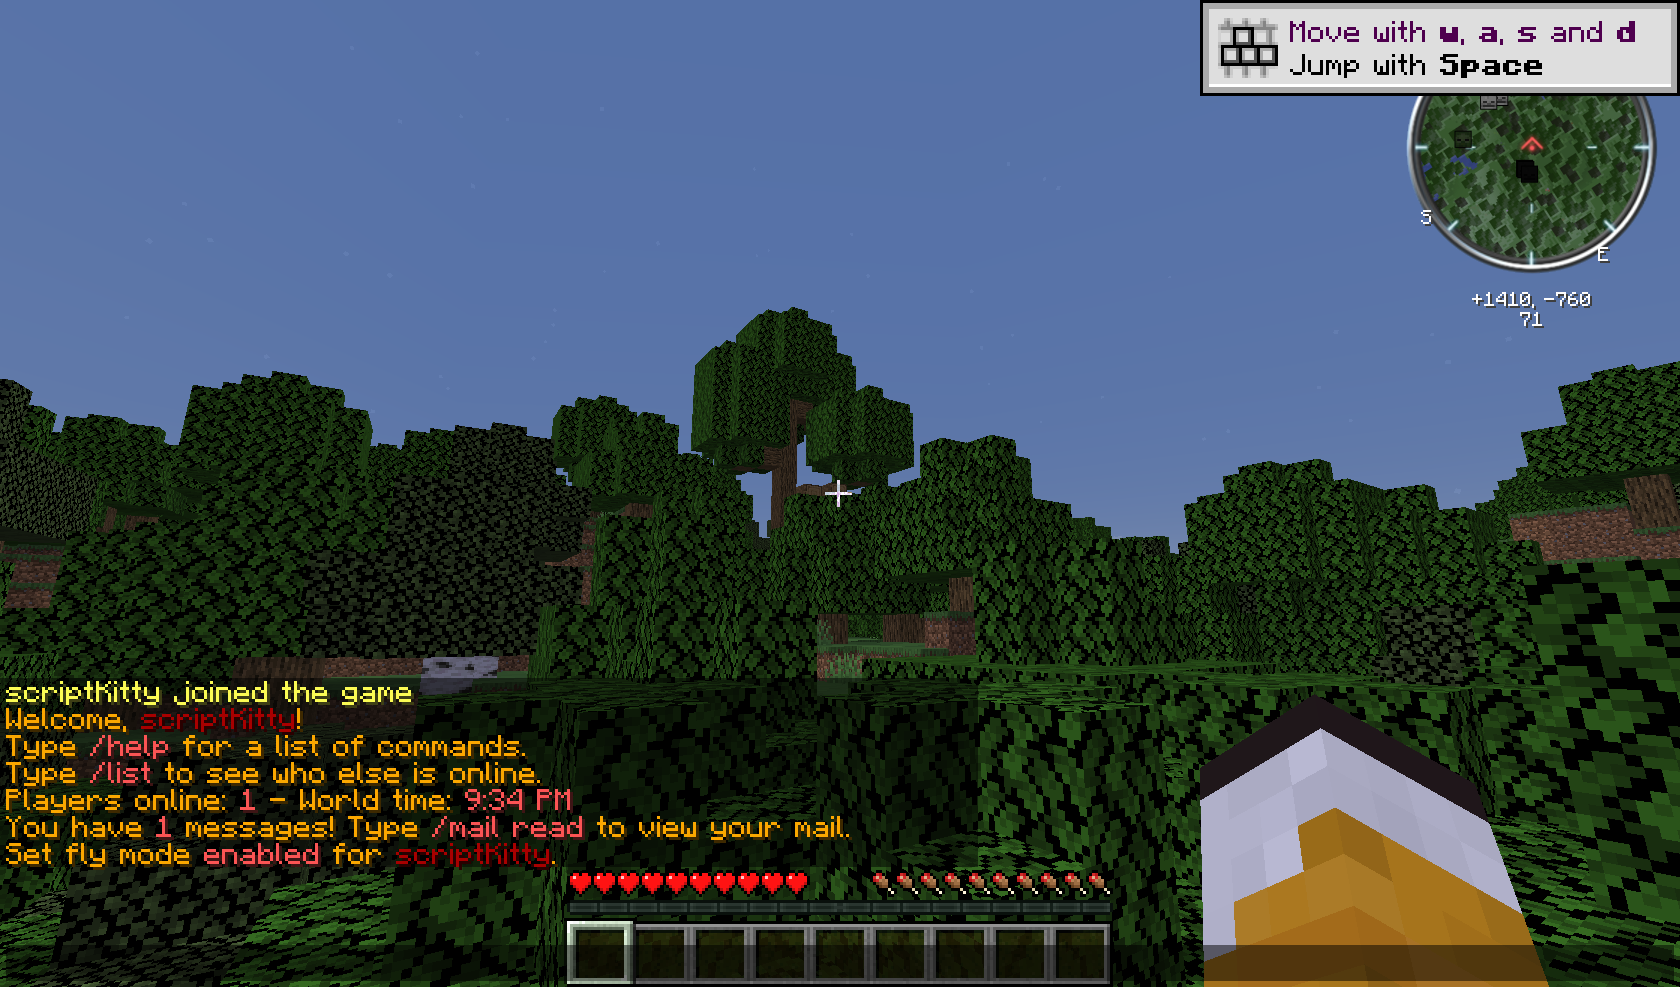 Move with w, a, s and d
Jump with Space
S
E
+1410, -760
71
scriptKitty joined the game
Welcome, scriptKitty!
Type /help for a list of commands.
Type /list to see who else is online.
Players online: 1 - World time: 9:34 PM
You have 1 messages! Type /mail read to view your mail.
Set fly mode enabled for scriptKitty.